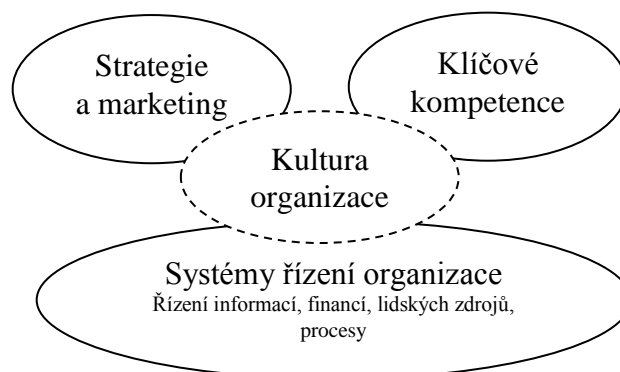 Strategie
a marketing
Klíčové
kompetence
Kultura
organizace
Systémy řízení organizace
Řízení informací, financí, lidských zdrojů,
procesy